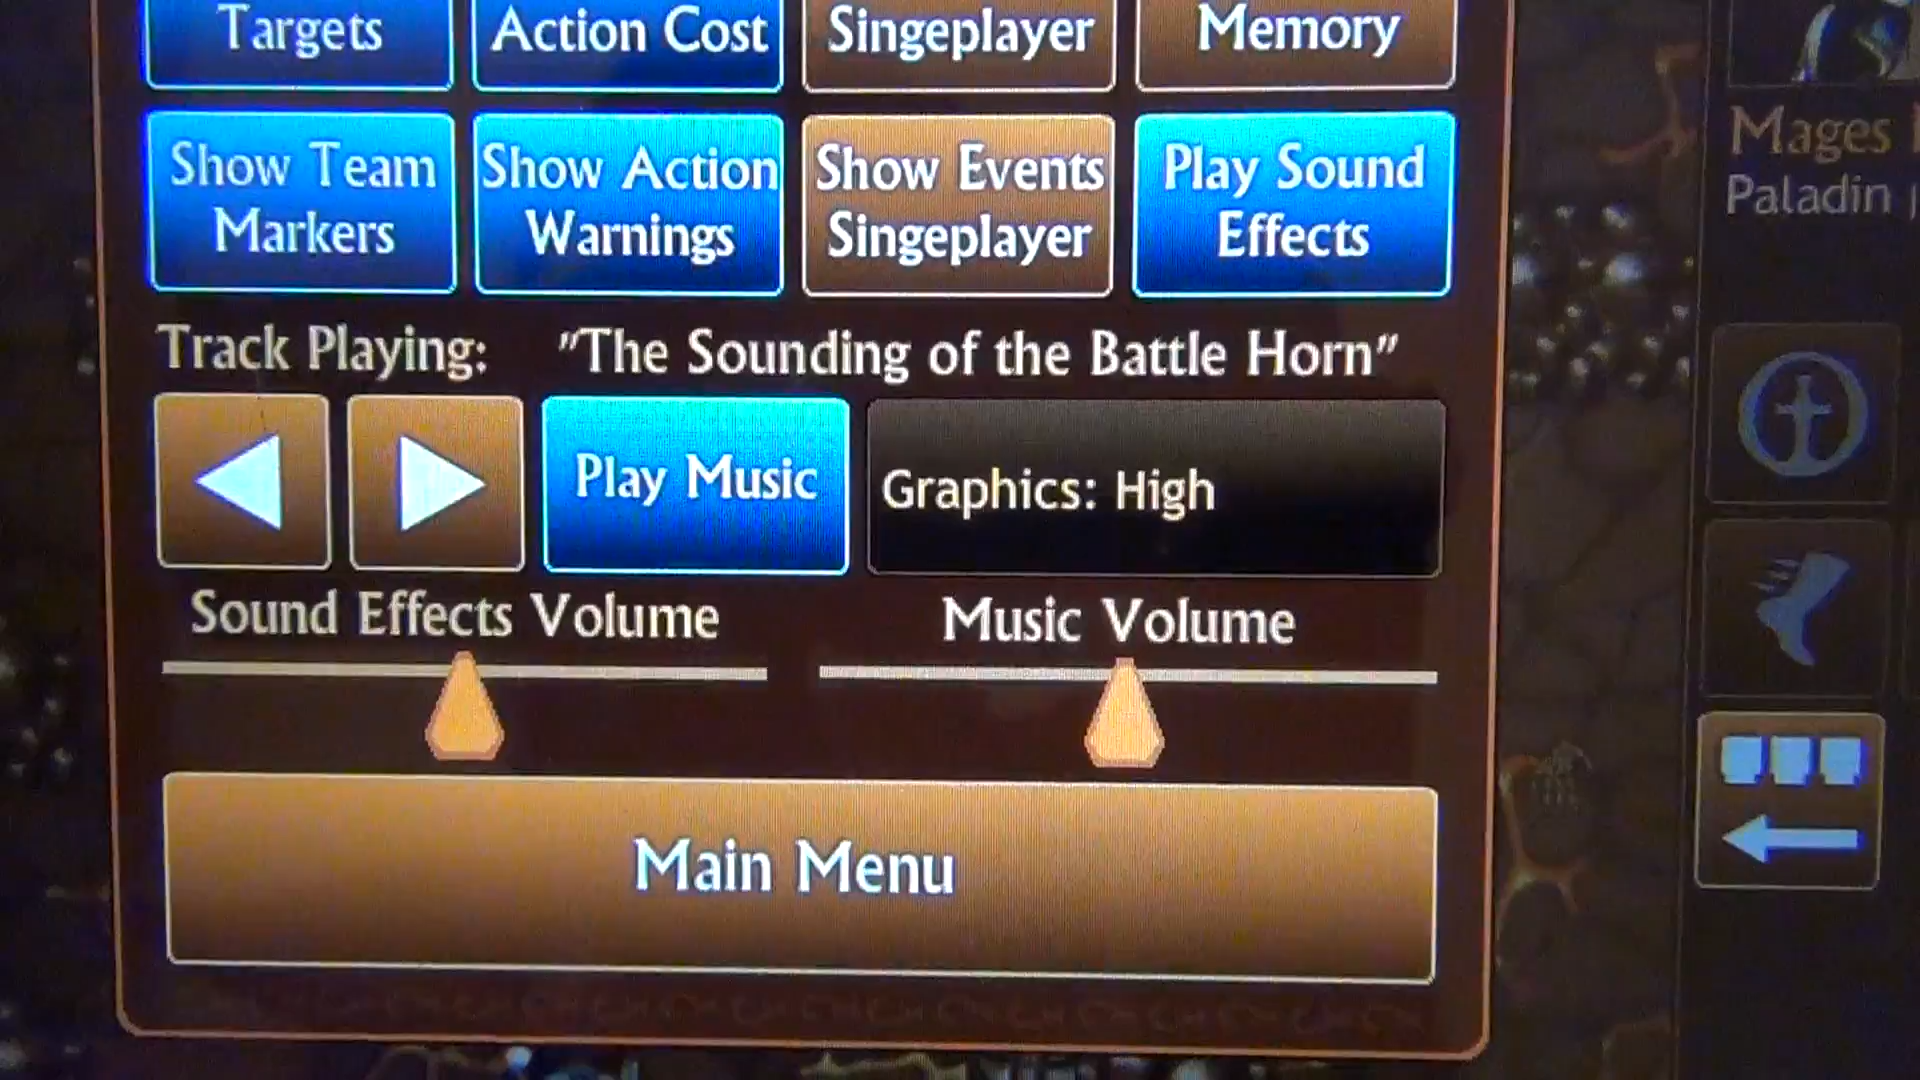 Targets
Action Cost
Singeplayer
Memory
Show Team
Markers
Show Action
Warnings
Show Events
Singeplayer
Play Sound
Effects
Track Playing: "The Sounding of the Battle Horn"
Play Music
Graphics: High
Sound Effects Volume
Music Volume
Main Menu
Mages
Paladin